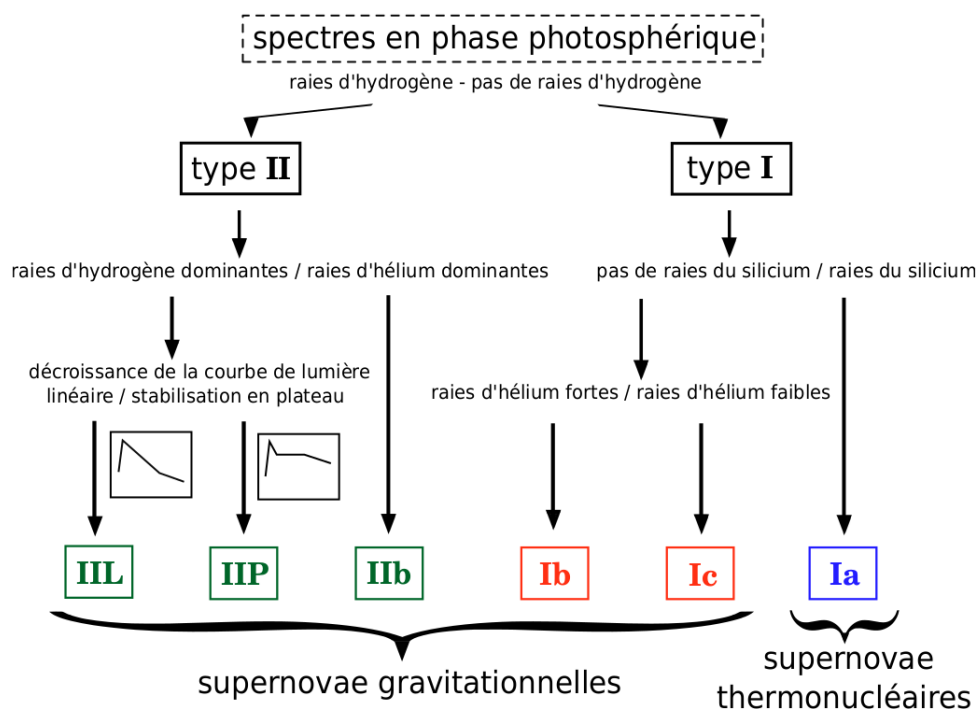 spectres en phase photosphérique
raies d'hydrogène - pas de raies d'hydrogène
type II
type I
raies d'hydrogène dominantes / raies d'hélium dominantes
pas de raies du silicium / raies du silicium
décroissance de la courbe de lumière
linéaire / stabilisation en plateau
raies d'hélium fortes / raies d'hélium faibles
IIL
IIP
IIb
Ib
Ic
Ia
supernovae gravitationnelles
supernovae
thermonucléaires